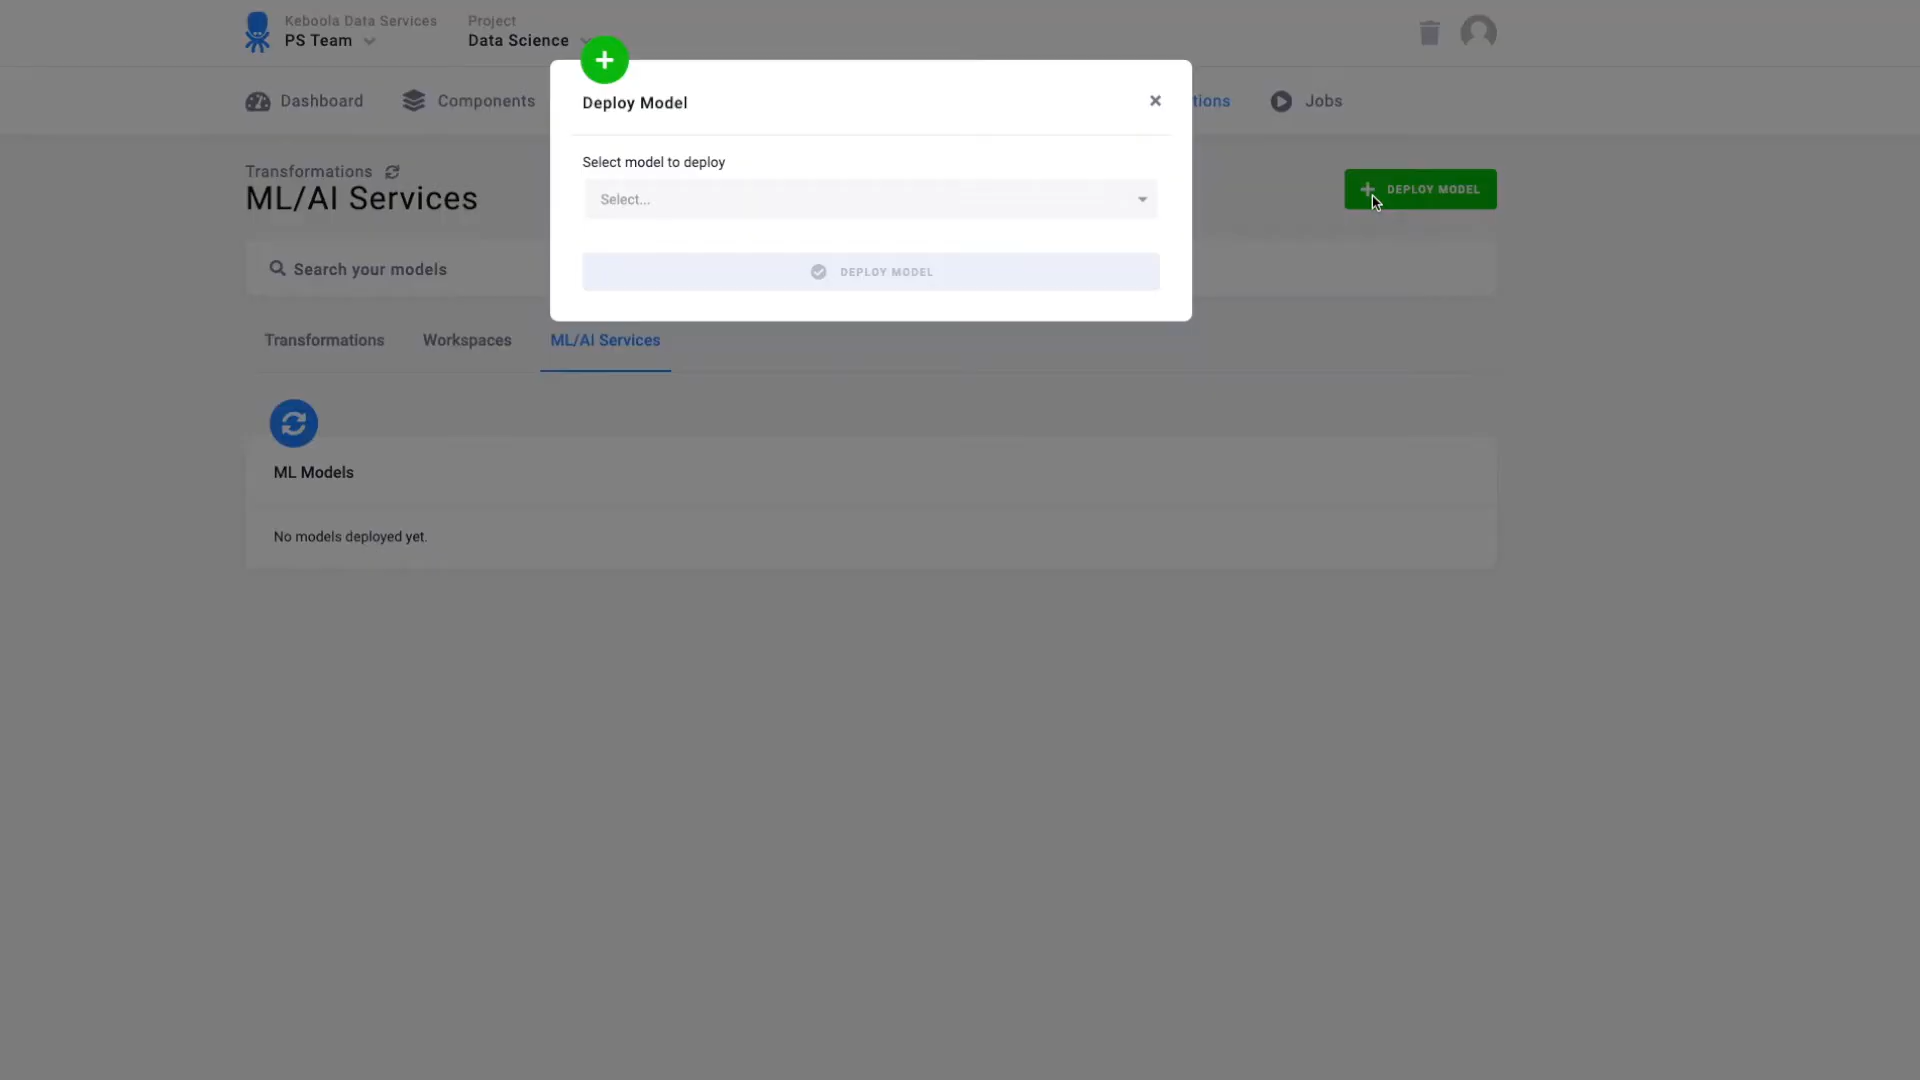 Keboola Data Services
PS Team
Project
Data Science
Dashboard
Components
tions
Jobs
Deploy Model
Select model to deploy
Select...
DEPLOY MODEL
Transformations
ML/AI Services
DEPLOY MODEL
Search your models
Transformations
Workspaces
ML/AI Services
ML Models
No models deployed yet.